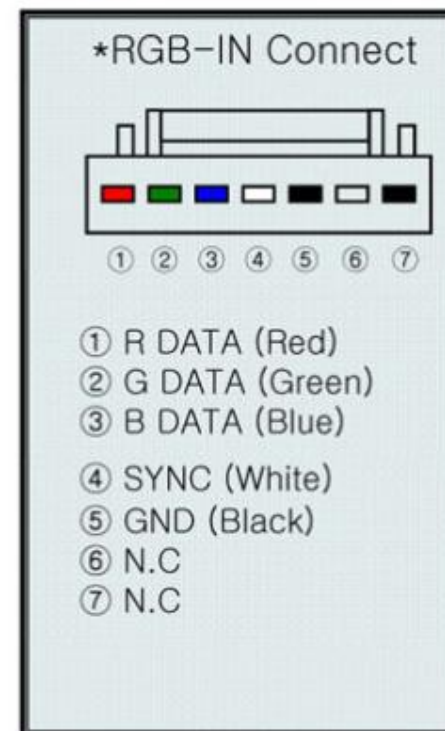 *RGB-IN Connect
① ② ③ ④ ⑤ ⑥ ⑦
① R DATA (Red)
② G DATA (Green)
③ B DATA (Blue)
④ SYNC (White)
⑤ GND (Black)
⑥ N.C
⑦ N.C